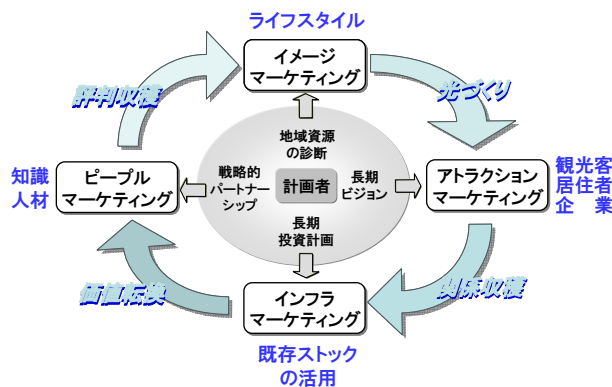 ライフスタイル
イメージ
マーケティング
評判収穫
光づくり
地域資源
の診断
知識
人材
ピープル
マーケティング
戦略的
パートナー
シップ
計画者
長期
ビジョン
アトラクション
マーケティング
観光客
居住者
企　業
長期
投資計画
価値転換
関係収穫
インフラ
マーケティング
既存ストック
の活用